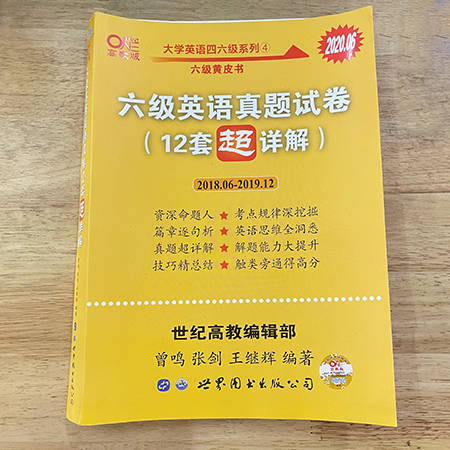 ONE
高教版
大学英语四六级系列④
六级黄皮书
2020.06
六级英语真题试卷
(12套超详解)
2018.06-2019.12
资深命题人★考点规律深挖掘
篇章逐句析★英语思维全洞悉
真题超详解★解题能力大提升
技巧精总结★触类旁通得高分
世纪高教编辑部
曾鸣 张剑 王继辉 编著
世界图书出版公司